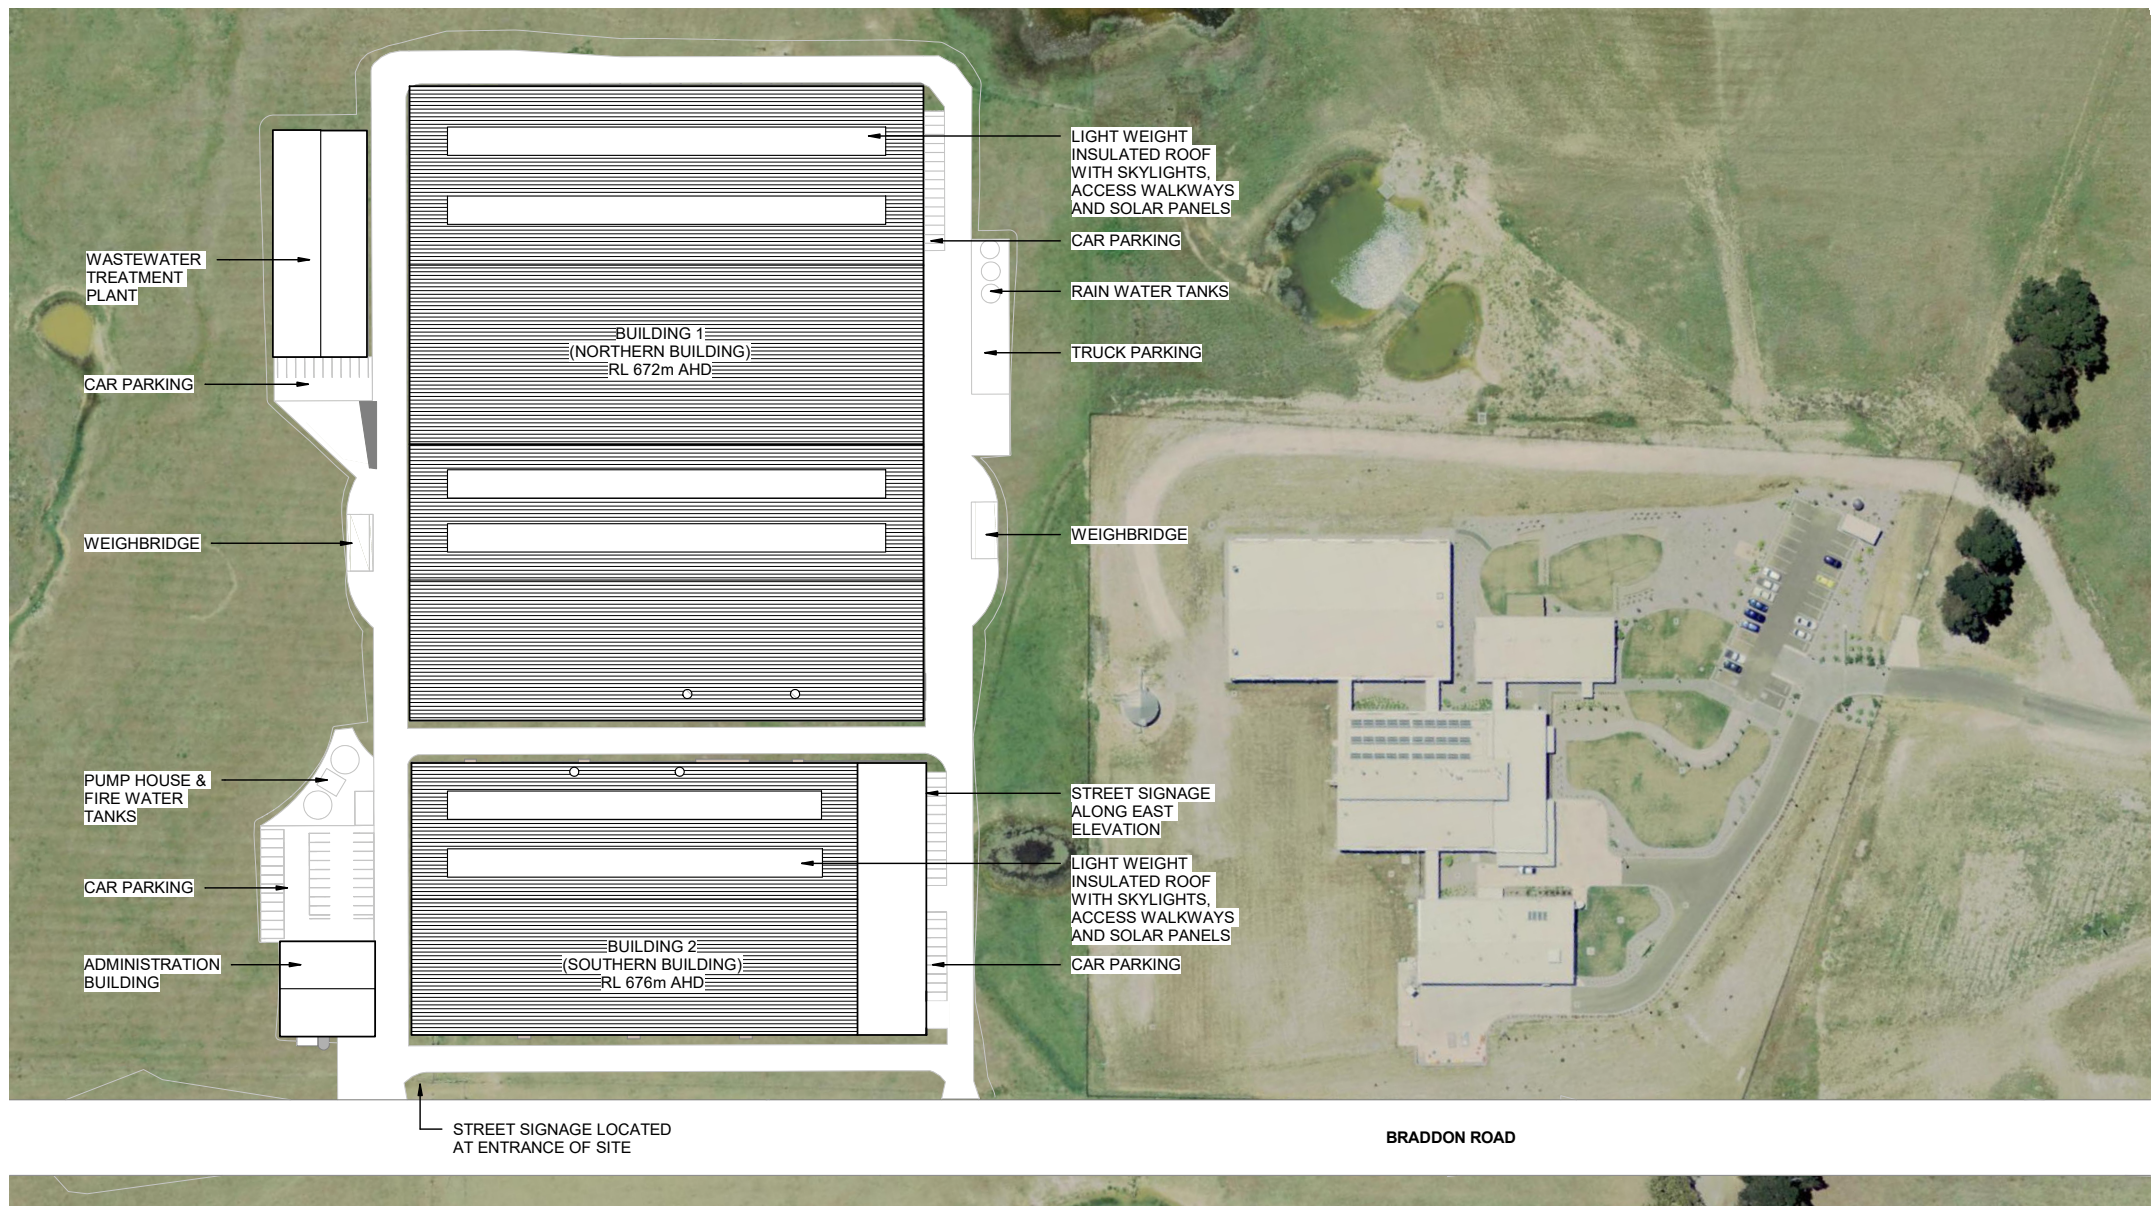 LIGHT WEIGHT
INSULATED ROOF
WITH SKYLIGHTS,
ACCESS WALKWAYS
AND SOLAR PANELS
CAR PARKING
WASTEWATER
TREATMENT
PLANT
RAIN WATER TANKS
BUILDING 1
(NORTHERN BUILDING)
RL 672m AHD
TRUCK PARKING
CAR PARKING
WEIGHBRIDGE
WEIGHBRIDGE
PUMP HOUSE &
FIRE WATER
TANKS
STREET SIGNAGE
ALONG EAST
ELEVATION
LIGHT WEIGHT
INSULATED ROOF
WITH SKYLIGHTS,
ACCESS WALKWAYS
AND SOLAR PANELS
CAR PARKING
BUILDING 2
(SOUTHERN BUILDING)
RL 676m AHD
ADMINISTRATION
BUILDING
CAR PARKING
STREET SIGNAGE LOCATED
AT ENTRANCE OF SITE
BRADDON ROAD